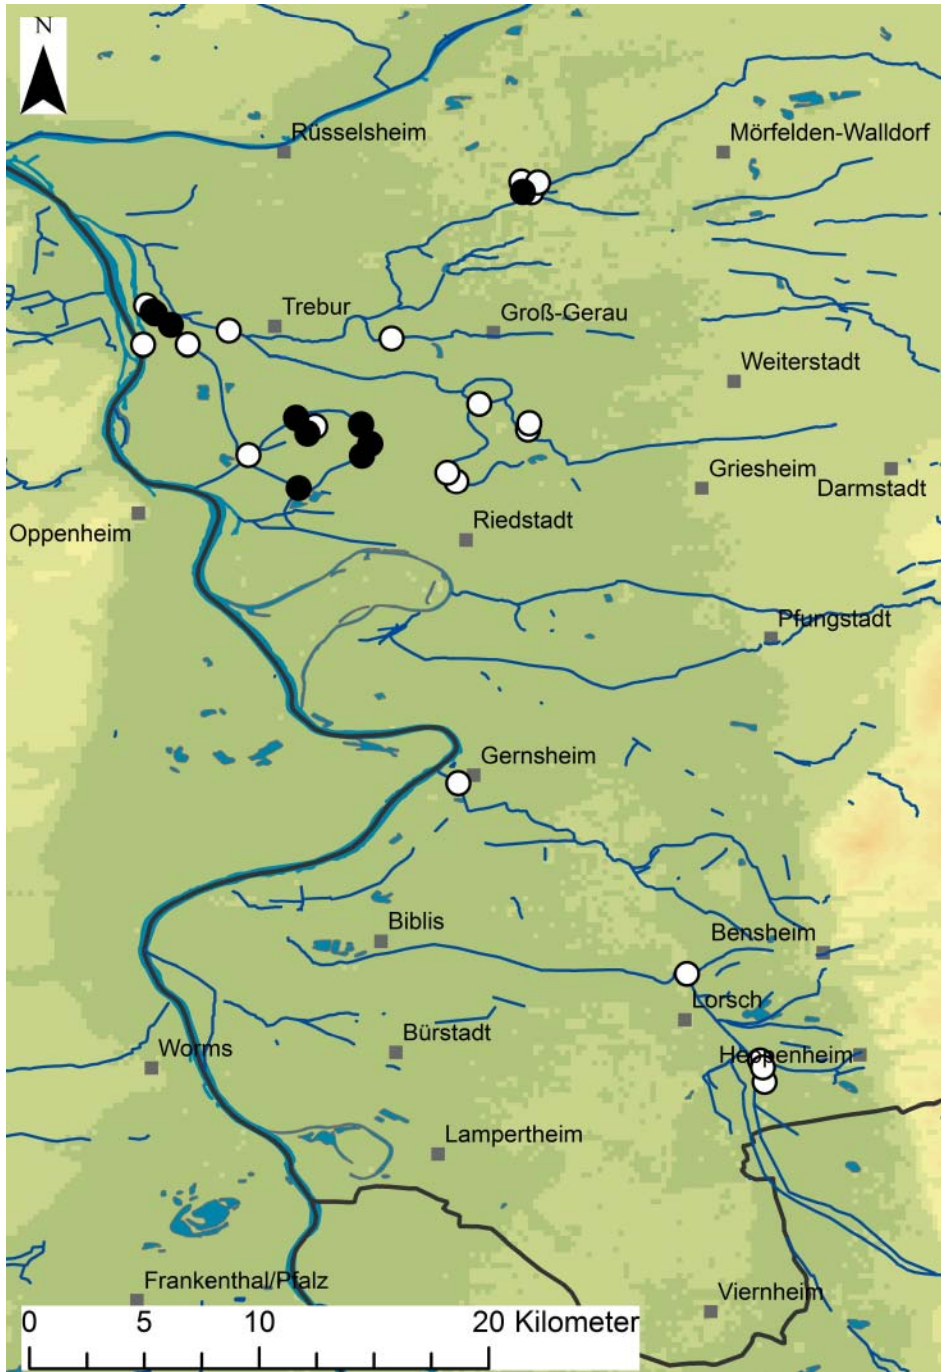 N
Rüsselsheim
Mörfelden-Walldorf
Trebur
Groß-Gerau
Weiterstadt
Griesheim
Darmstadt
Oppenheim
Riedstadt
Pfungstadt
Gernsheim
Biblis
Bensheim
Lorsch
Bürstadt
Worms
Heppenheim
Lampertheim
Frankenthal/Pfalz
Viernheim
0 5 10 20 Kilometer